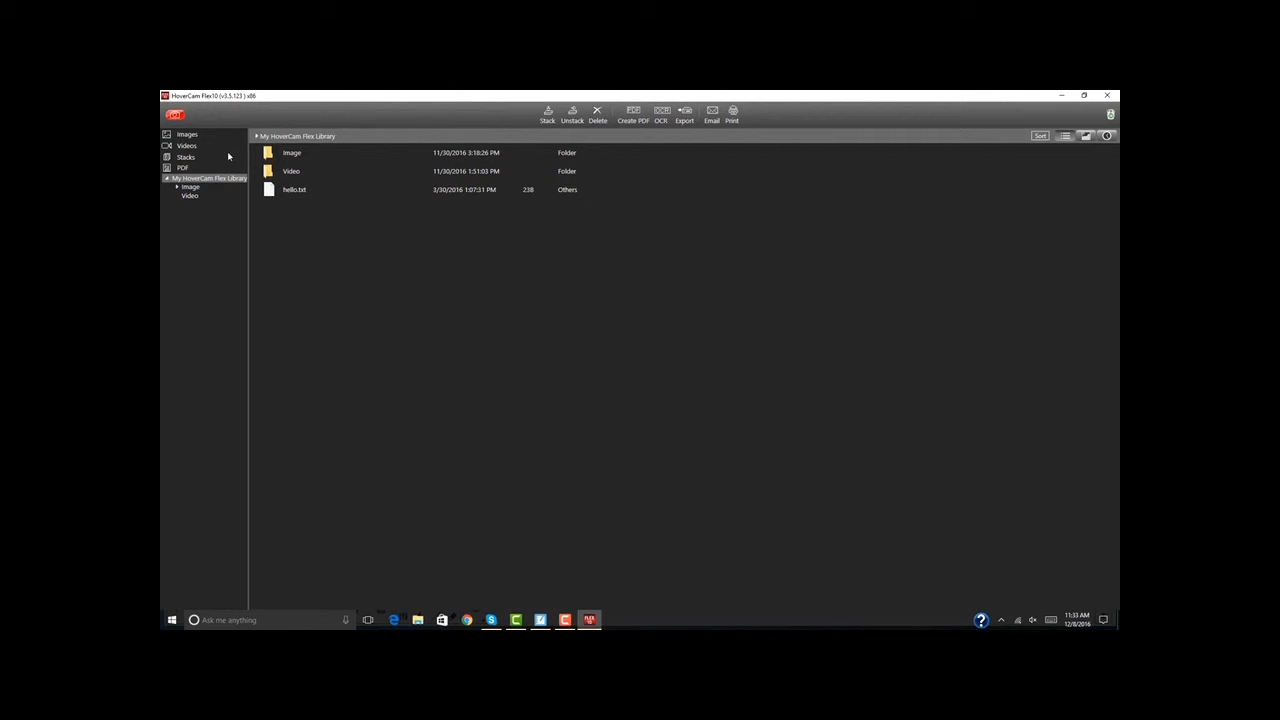 HoverCam Flex10 (v3.5.123 ) x86
Stack Unstack Delete Create PDF OCR Export Email Print
Images
Videos
Stacks
PDF
My HoverCam Flex Library
Image
Video
My HoverCam Flex Library
Sort
Image 11/30/2016 3:18:26 PM Folder
Video 11/30/2016 1:51:03 PM Folder
hello.txt 3/30/2016 1:07:31 PM 23B Others
Ask me anything
11:33 AM
12/8/2016